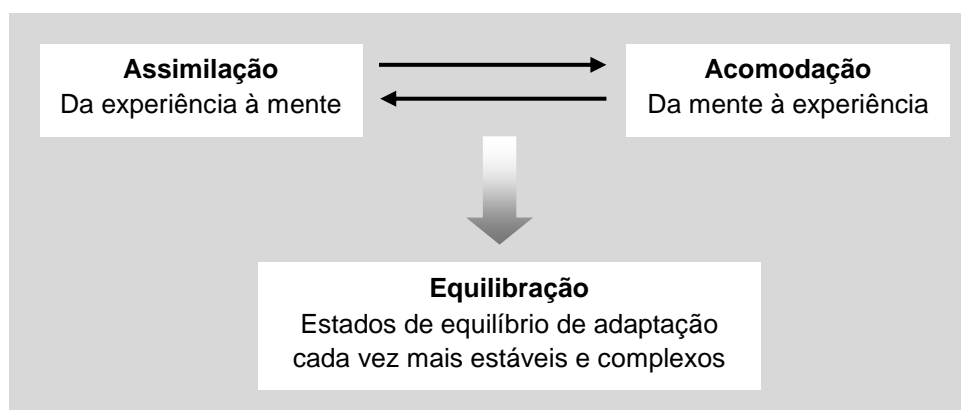 Assimilação
Da experiência à mente
Acomodação
Da mente à experiência
Equilibração
Estados de equilíbrio de adaptação
cada vez mais estáveis e complexos